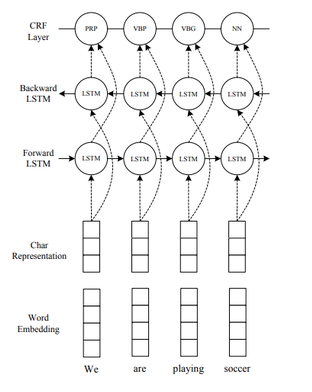 CRF
Layer
PRP VBP VBG NN
Backward
LSTM
LSTM LSTM LSTM LSTM
Forward
LSTM
LSTM LSTM LSTM LSTM
Char
Representation
Word
Embedding
We are playing soccer